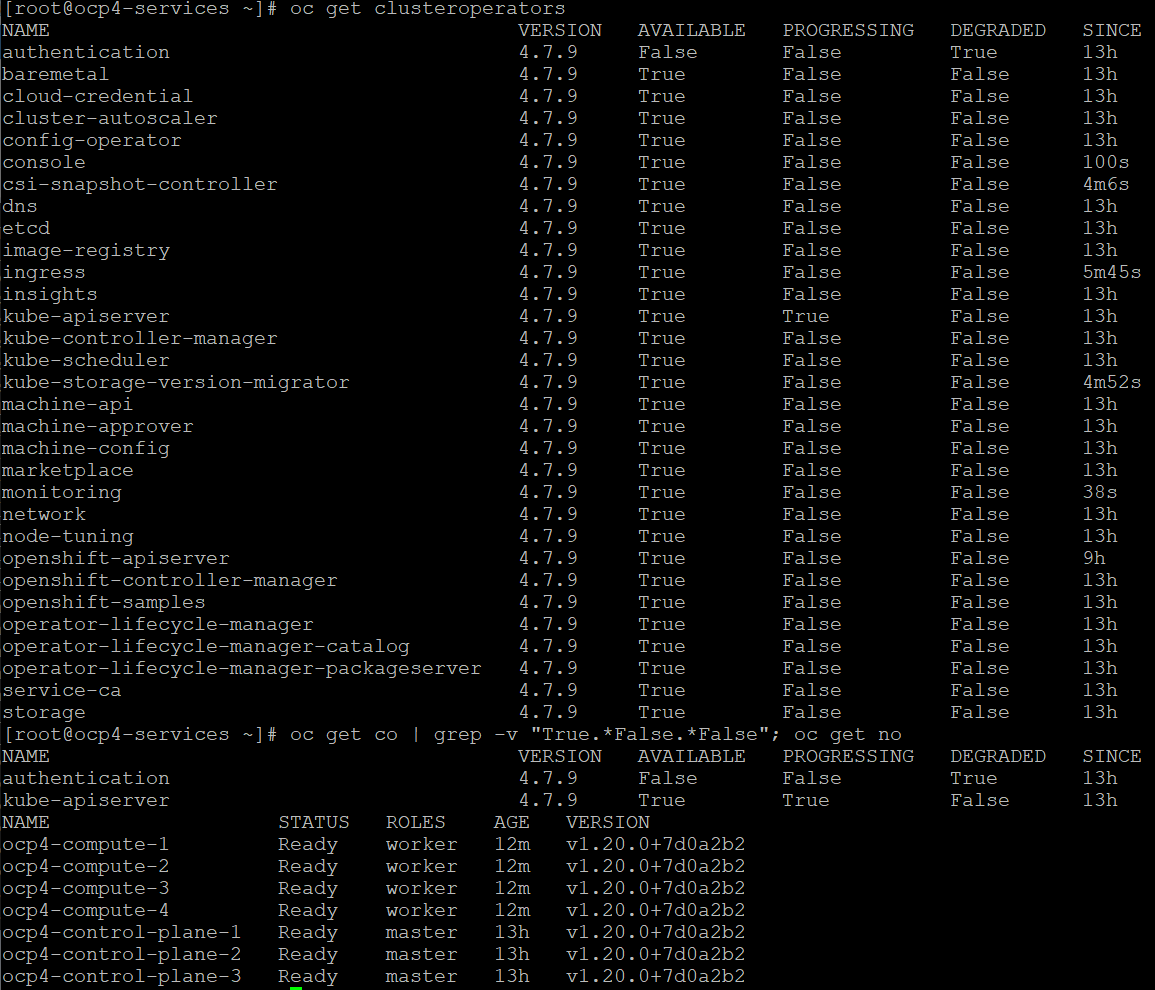 [root@ocp4-services ~]# oc get clusteroperators
NAME VERSION AVAILABLE PROGRESSING DEGRADED SINCE
authentication 4.7.9 False False True 13h
baremetal 4.7.9 True False False 13h
cloud-credential 4.7.9 True False False 13h
cluster-autoscaler 4.7.9 True False False 13h
config-operator 4.7.9 True False False 13h
console 4.7.9 True False False 100s
csi-snapshot-controller 4.7.9 True False False 4m6s
dns 4.7.9 True False False 13h
etcd 4.7.9 True False False 13h
image-registry 4.7.9 True False False 13h
ingress 4.7.9 True False False 5m45s
insights 4.7.9 True False False 13h
kube-apiserver 4.7.9 True True False 13h
kube-controller-manager 4.7.9 True False False 13h
kube-scheduler 4.7.9 True False False 13h
kube-storage-version-migrator 4.7.9 True False False 4m52s
machine-api 4.7.9 True False False 13h
machine-approver 4.7.9 True False False 13h
machine-config 4.7.9 True False False 13h
marketplace 4.7.9 True False False 13h
monitoring 4.7.9 True False False 38s
network 4.7.9 True False False 13h
node-tuning 4.7.9 True False False 13h
openshift-apiserver 4.7.9 True False False 9h
openshift-controller-manager 4.7.9 True False False 13h
openshift-samples 4.7.9 True False False 13h
operator-lifecycle-manager 4.7.9 True False False 13h
operator-lifecycle-manager-catalog 4.7.9 True False False 13h
operator-lifecycle-manager-packageserver 4.7.9 True False False 13h
service-ca 4.7.9 True False False 13h
storage 4.7.9 True False False 13h
[root@ocp4-services ~]# oc get co | grep -v "True.*False.*False"; oc get no
NAME VERSION AVAILABLE PROGRESSING DEGRADED SINCE
authentication 4.7.9 False False True 13h
kube-apiserver 4.7.9 True True False 13h
NAME STATUS ROLES AGE VERSION
ocp4-compute-1 Ready worker 12m v1.20.0+7d0a2b2
ocp4-compute-2 Ready worker 12m v1.20.0+7d0a2b2
ocp4-compute-3 Ready worker 12m v1.20.0+7d0a2b2
ocp4-compute-4 Ready worker 12m v1.20.0+7d0a2b2
ocp4-control-plane-1 Ready master 13h v1.20.0+7d0a2b2
ocp4-control-plane-2 Ready master 13h v1.20.0+7d0a2b2
ocp4-control-plane-3 Ready master 13h v1.20.0+7d0a2b2